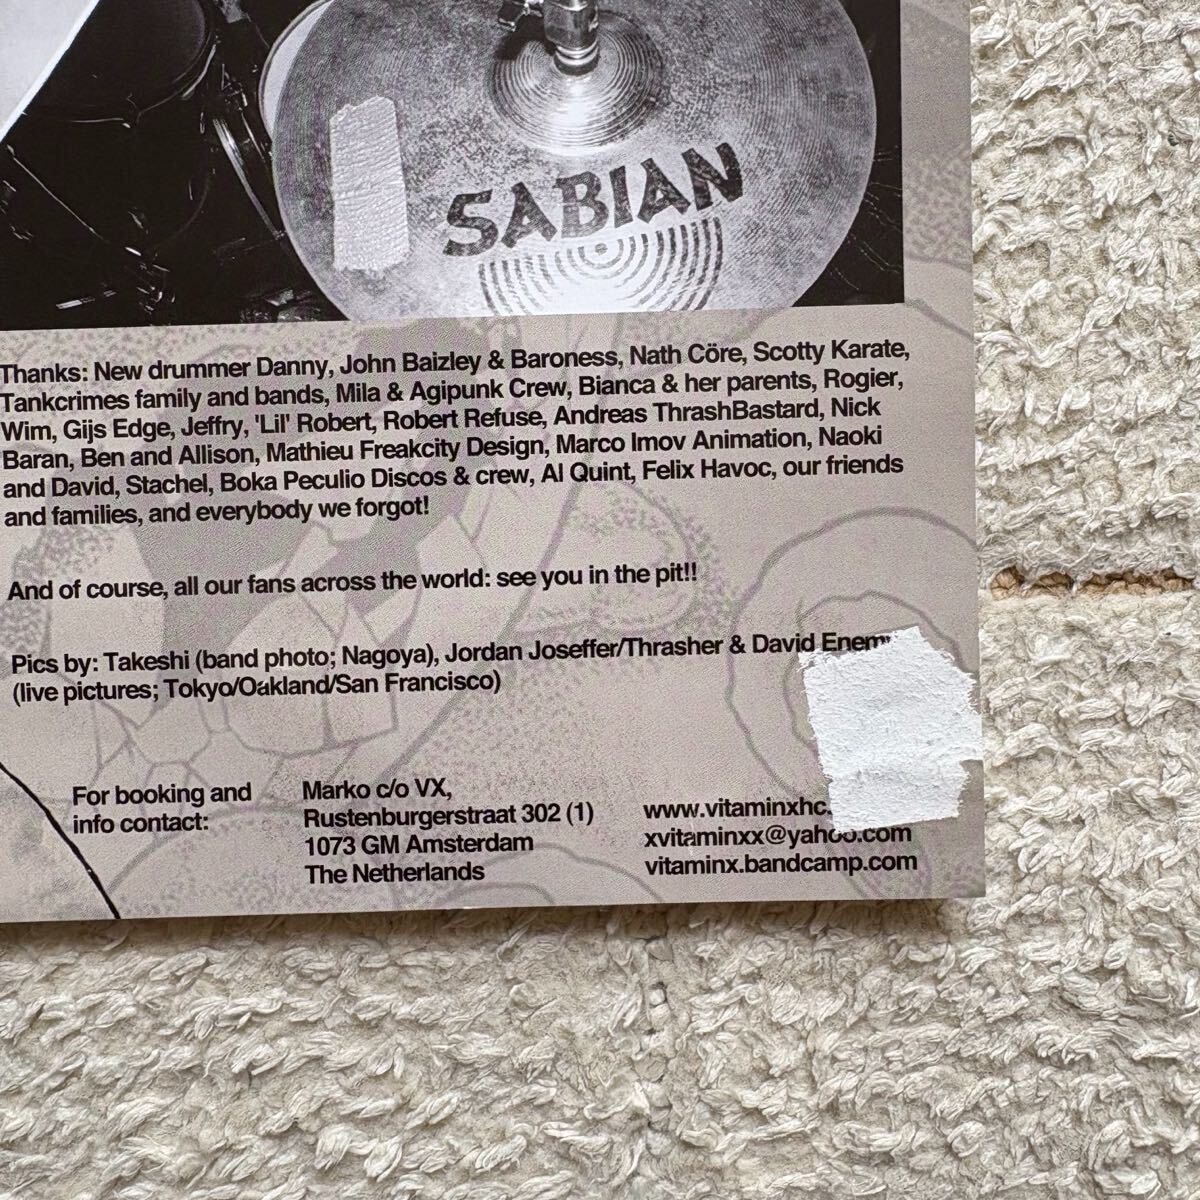 SABIAN
Thanks: New drummer Danny, John Baizley & Baroness, Nath Cöre, Scotty Karate,
Tankcrimes family and bands, Mila & Agipunk Crew, Bianca & her parents, Rogier,
Wim, Gijs Edge, Jeffry, 'Lil' Robert, Robert Refuse, Andreas ThrashBastard, Nick
Baran, Ben and Allison, Mathieu Freakcity Design, Marco Imov Animation, Naoki
and David, Stachel, Boka Peculio Discos & crew, Al Quint, Felix Havoc, our friends
and families, and everybody we forgot!
And of course, all our fans across the world: see you in the pit!!
Pics by: Takeshi (band photo; Nagoya), Jordan Joseffer/Thrasher & David
(live pictures; Tokyo/Oakland/San Francisco)
For booking and
info contact:
Marko c/o VX,
Rustenburgerstraat 302 (1)
1073 GM Amsterdam
The Netherlands
www.vitaminxhc.
xvitaminxx@yahoo.com
vitaminx.bandcamp.com